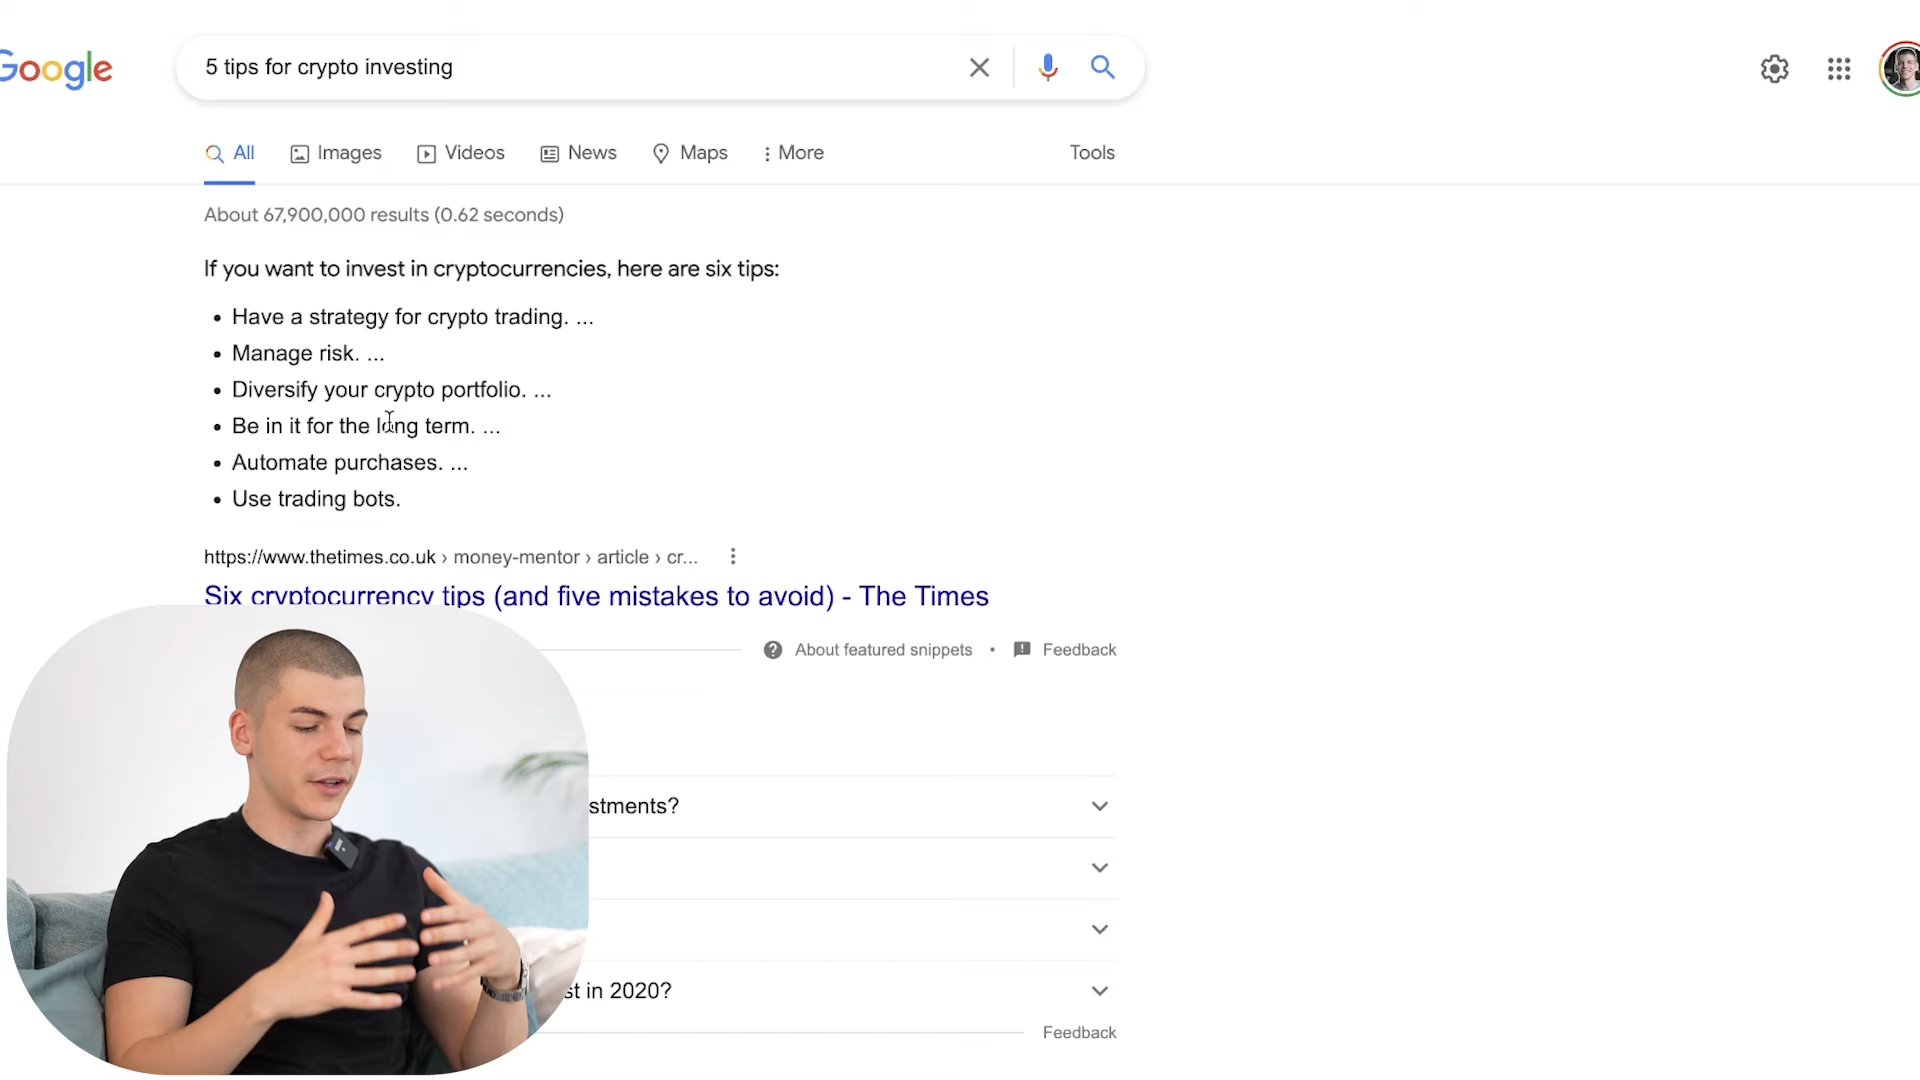 Google
5 tips for crypto investing
All Images Videos News Maps More Tools
About 67,900,000 results (0.62 seconds)
If you want to invest in cryptocurrencies, here are six tips:
• Have a strategy for crypto trading. ...
• Manage risk. ...
• Diversify your crypto portfolio. ...
• Be in it for the long term. ...
• Automate purchases. ...
• Use trading bots.
https://www.thetimes.co.uk › money-mentor › article › cr...
Six cryptocurrency tips (and five mistakes to avoid) - The Times
About featured snippets • Feedback
stments?
st in 2020?
Feedback